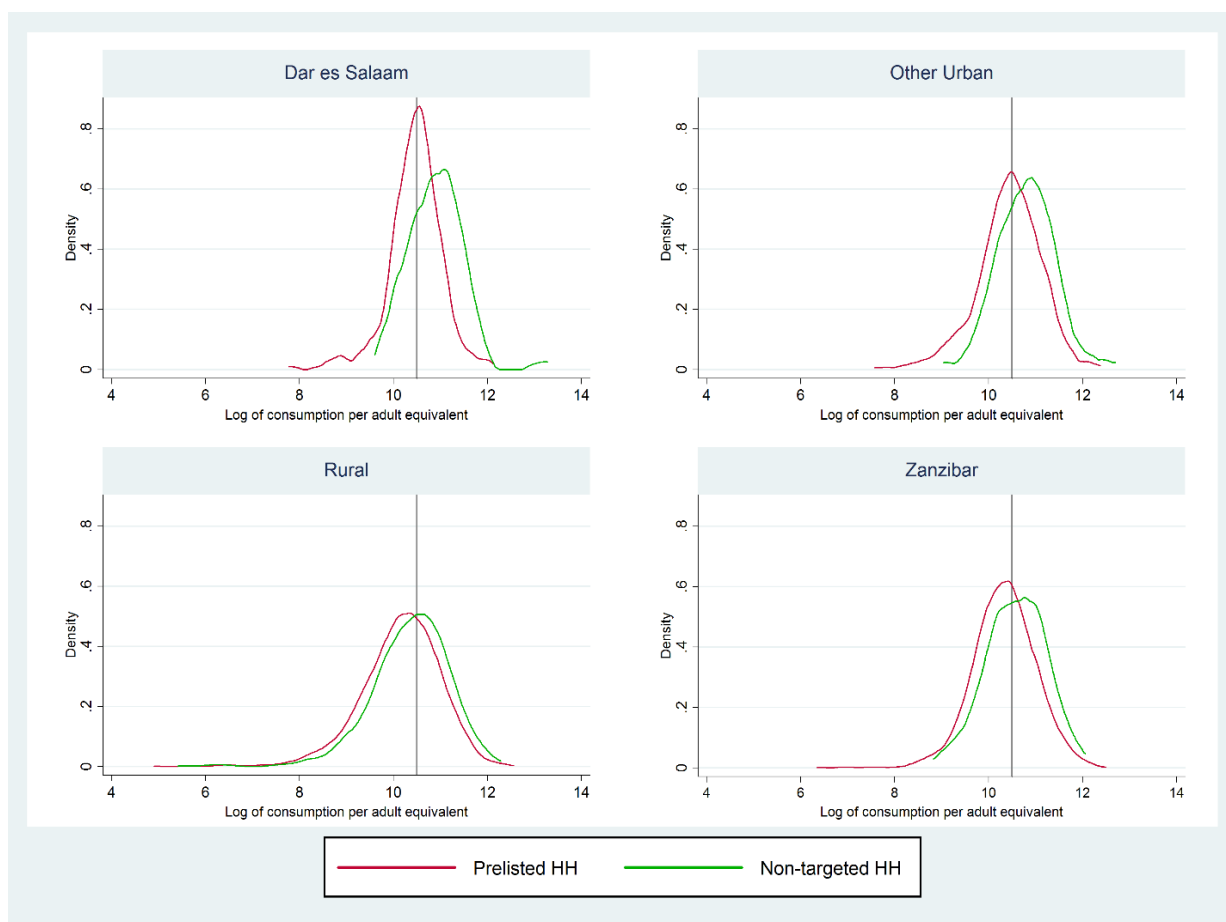 Dar es Salaam
Other Urban
Density
0 .2 .4 .6 .8
4 6 8 10 12 14
Log of consumption per adult equivalent
Density
0 .2 .4 .6 .8
4 6 8 10 12 14
Log of consumption per adult equivalent
Rural
Zanzibar
Density
0 .2 .4 .6 .8
4 6 8 10 12 14
Log of consumption per adult equivalent
Density
0 .2 .4 .6 .8
4 6 8 10 12 14
Log of consumption per adult equivalent
Prelisted HH
Non-targeted HH